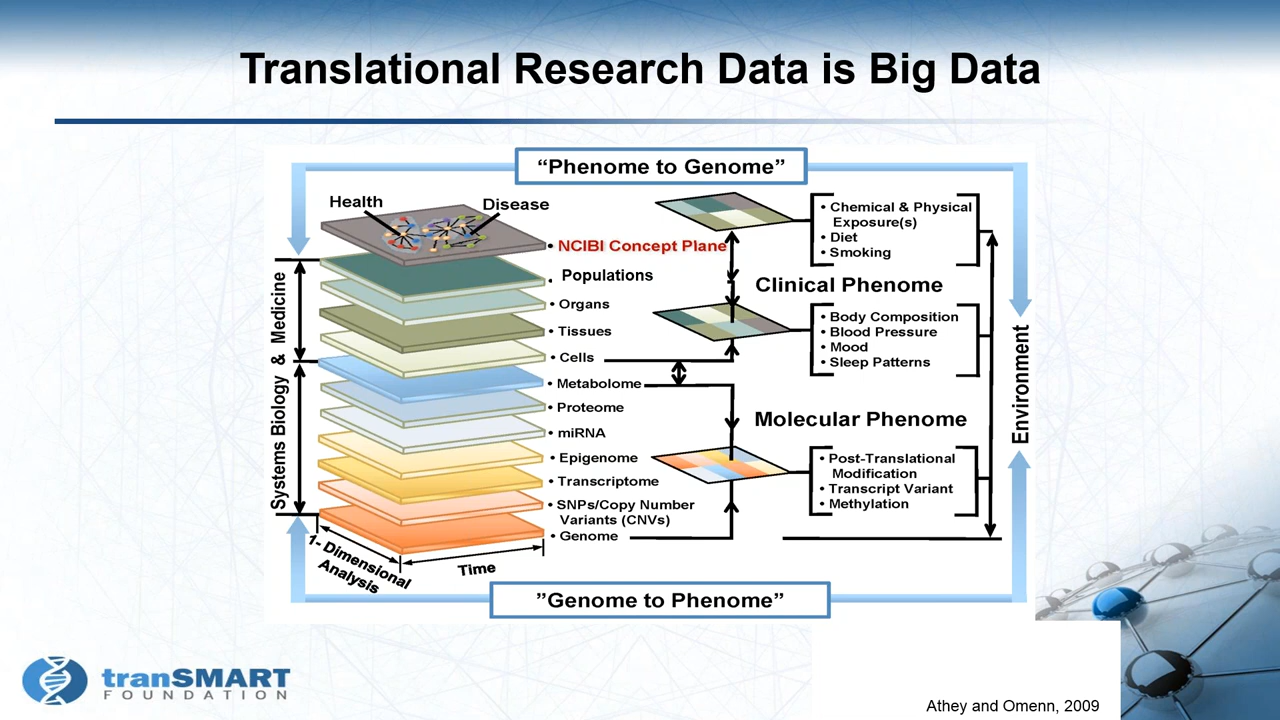 Translational Research Data is Big Data
“Phenome to Genome”
Health
Disease
• NCIBI Concept Plane
Populations
• Organs
• Tissues
• Cells
• Metabolome
• Proteome
• miRNA
• Epigenome
• Transcriptome
• SNPs/Copy Number
Variants (CNVs)
• Genome
Systems Biology & Medicine
1- Dimensional
Analysis
Time
• Chemical & Physical
Exposure(s)
• Diet
• Smoking
Clinical Phenome
• Body Composition
• Blood Pressure
• Mood
• Sleep Patterns
Molecular Phenome
• Post-Translational
Modification
• Transcript Variant
• Methylation
Environment
”Genome to Phenome”
tranSMART
FOUNDATION
Athey and Omenn, 2009